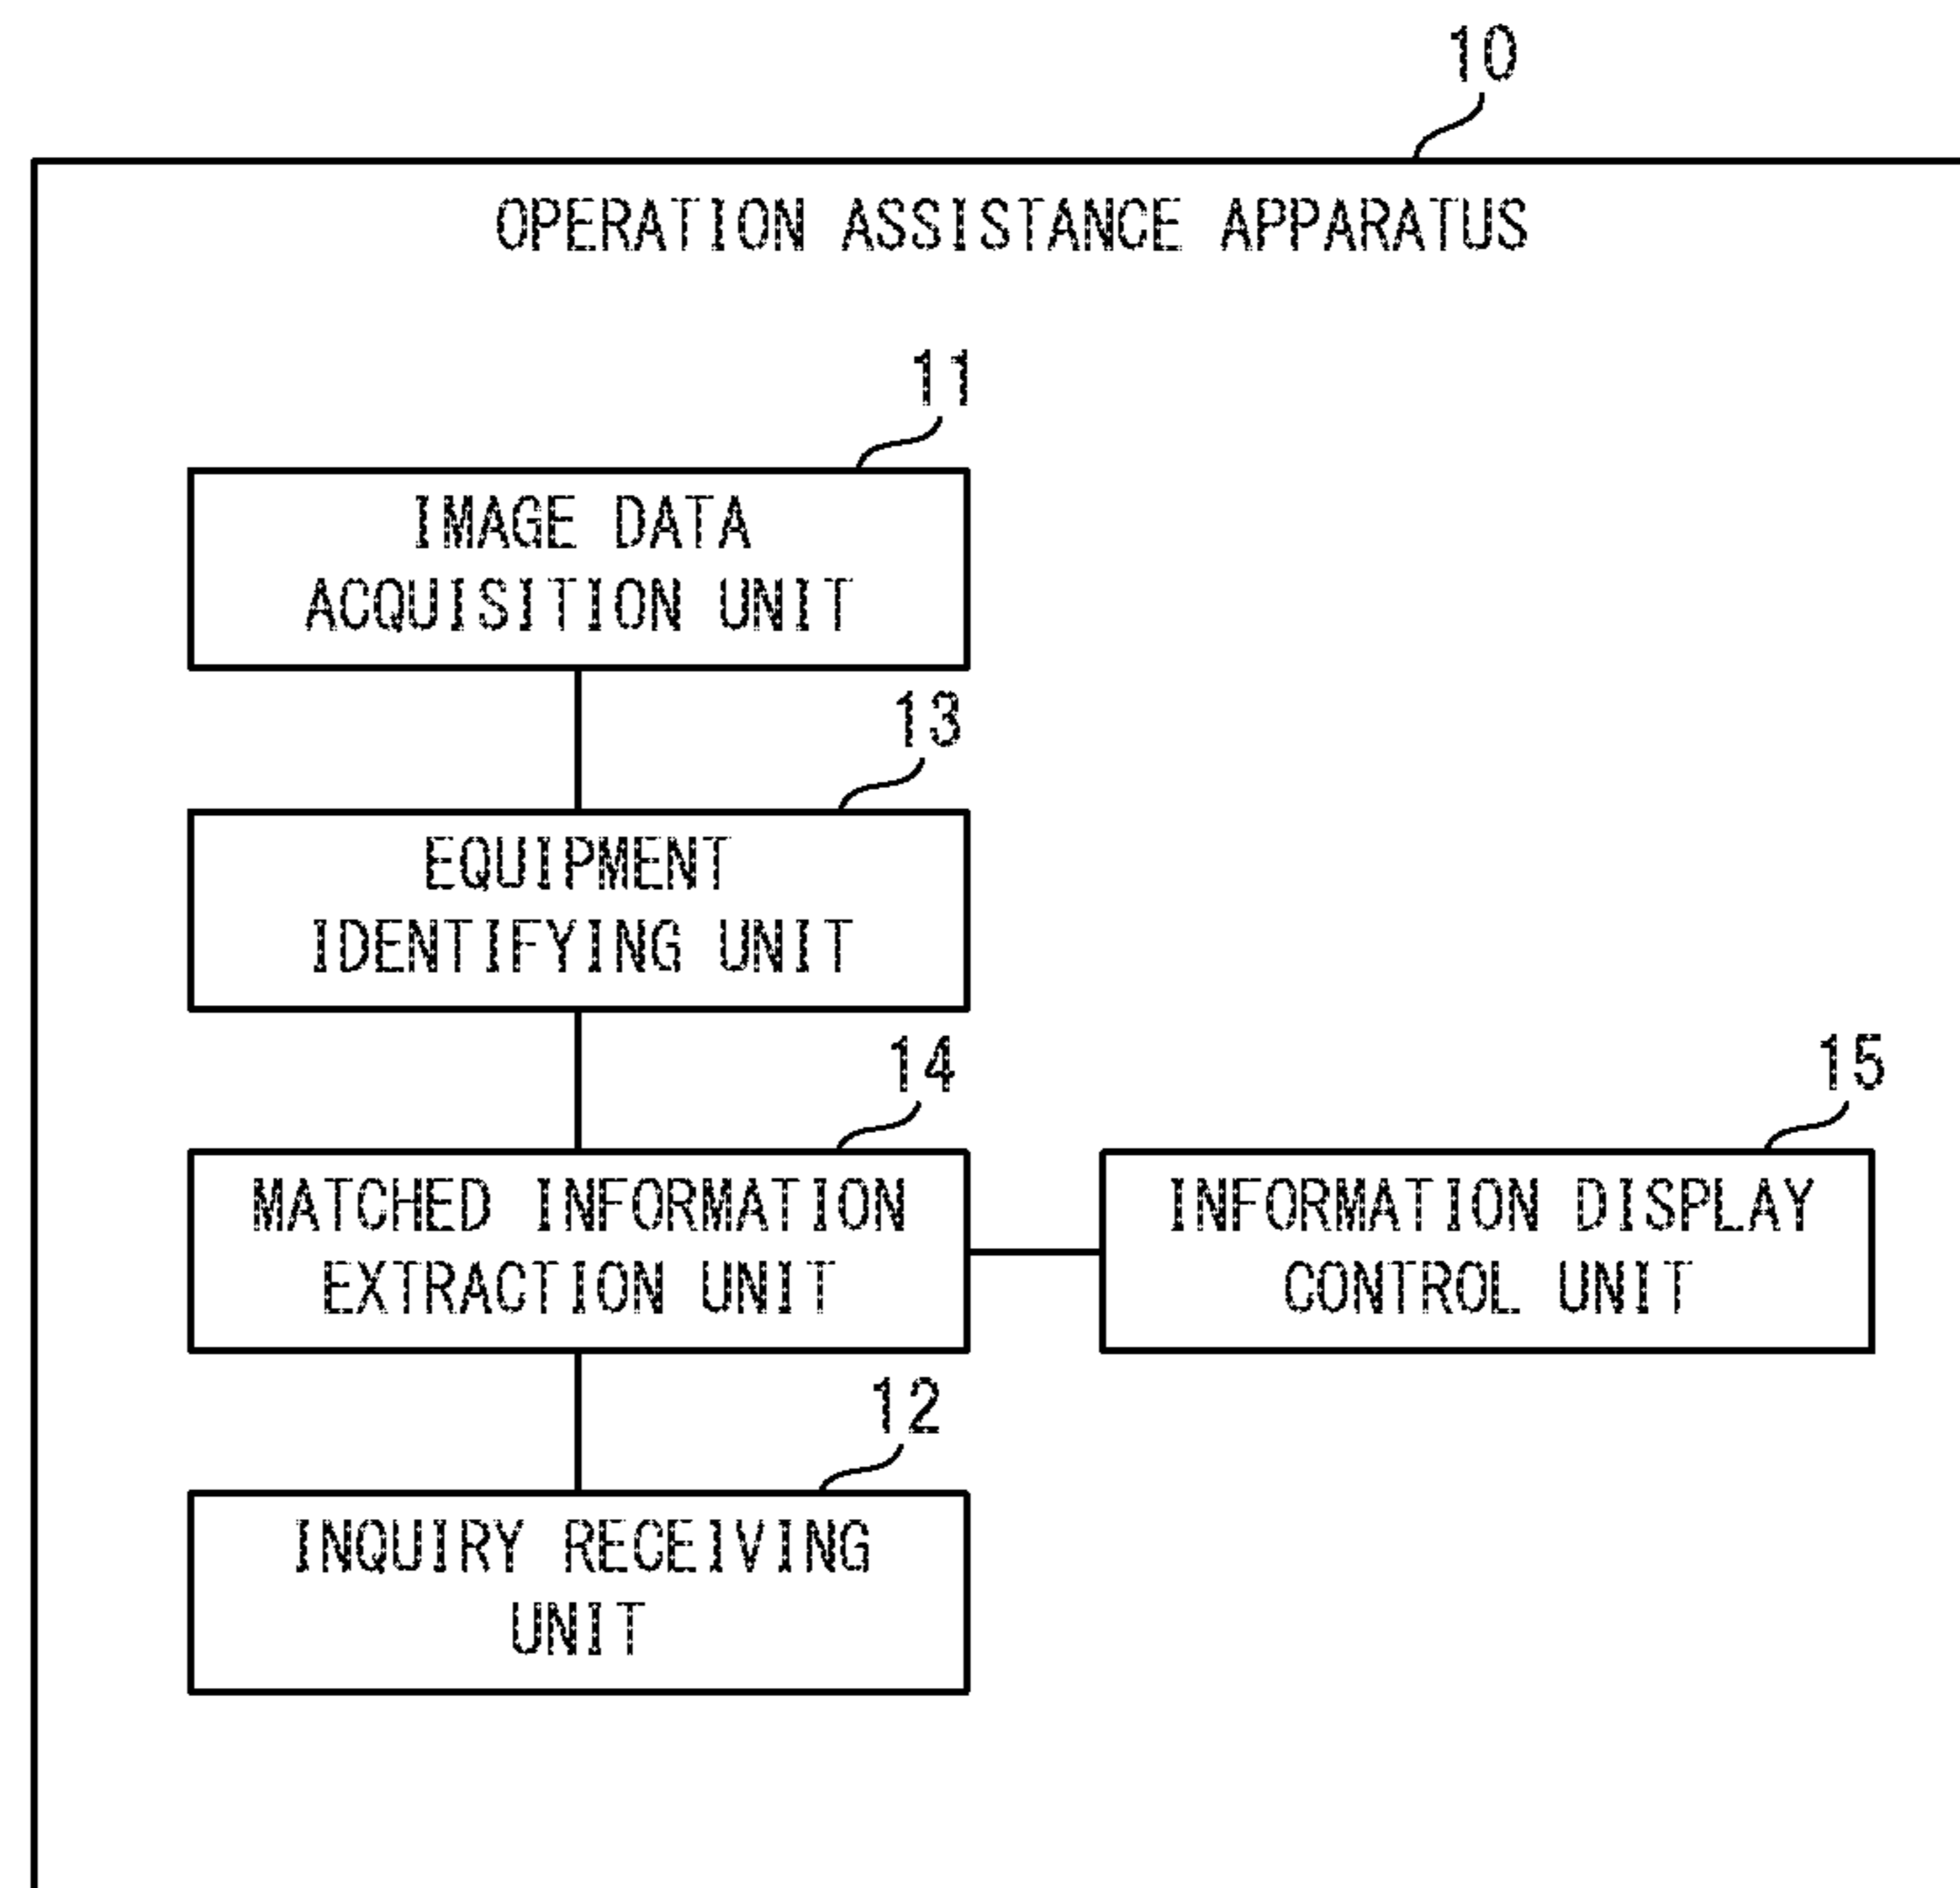 10
OPERATION ASSISTANCE APPARATUS
11
IMAGE DATA
ACQUISITION UNIT
13
EQUIPMENT
IDENTIFYING UNIT
14
MATCHED INFORMATION
EXTRACTION UNIT
15
INFORMATION DISPLAY
CONTROL UNIT
12
INQUIRY RECEIVING
UNIT